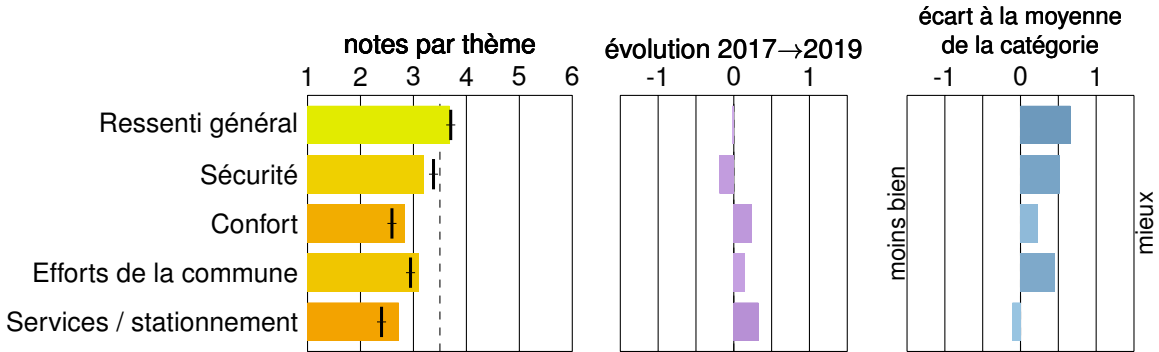 notes par thème
1 2 3 4 5 6
évolution 2017→2019
-1 0 1
écart à la moyenne
de la catégorie
-1 0 1
Ressenti général
Sécurité
Confort
Efforts de la commune
Services / stationnement
moins bien
mieux